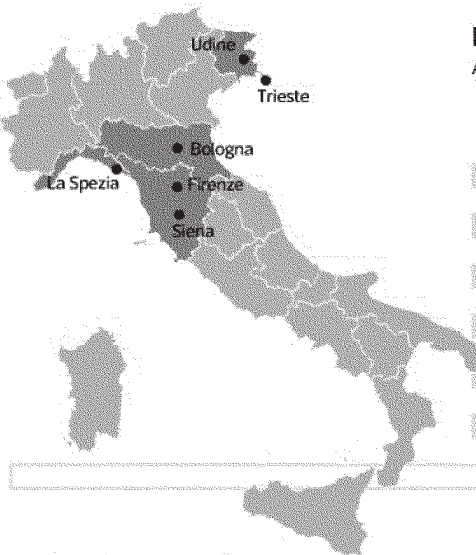 Udine
Trieste
Bologna
La Spezia
Firenze
Siena